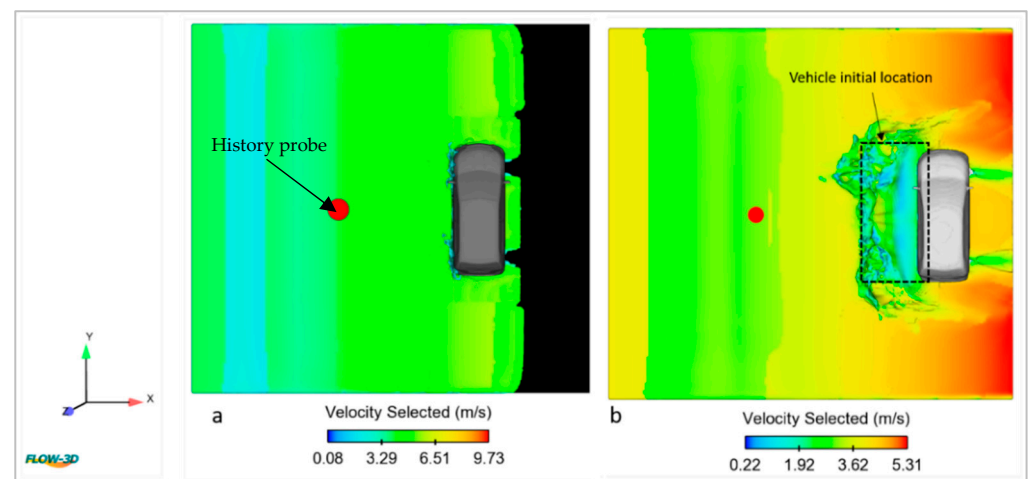 History probe
Vehicle initial location
Y
X
Z
FLOW-3D
a
Velocity Selected (m/s)
0.08 3.29 6.51 9.73
b
Velocity Selected (m/s)
0.22 1.92 3.62 5.31